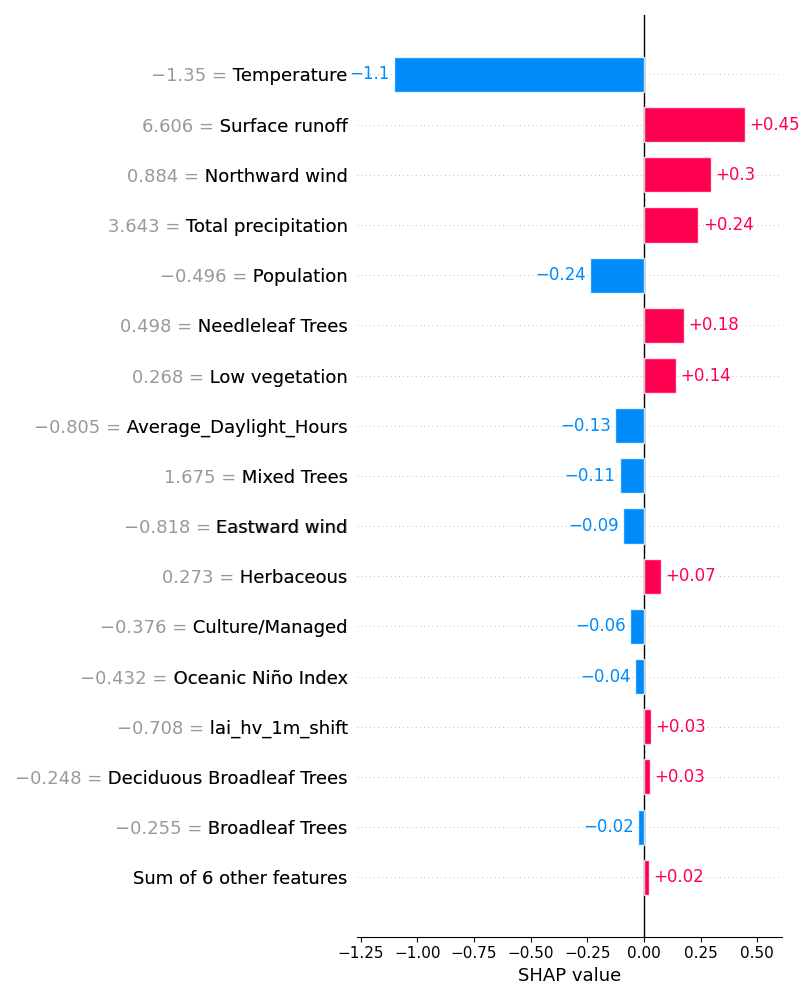 −1.35 = Temperature −1.1
6.606 = Surface runoff +0.45
0.884 = Northward wind +0.3
3.643 = Total precipitation +0.24
−0.496 = Population −0.24
0.498 = Needleleaf Trees +0.18
0.268 = Low vegetation +0.14
−0.805 = Average_Daylight_Hours −0.13
1.675 = Mixed Trees −0.11
−0.818 = Eastward wind −0.09
0.273 = Herbaceous +0.07
−0.376 = Culture/Managed −0.06
−0.432 = Oceanic Niño Index −0.04
−0.708 = lai_hv_1m_shift +0.03
−0.248 = Deciduous Broadleaf Trees +0.03
−0.255 = Broadleaf Trees −0.02
Sum of 6 other features +0.02
−1.25 −1.00 −0.75 −0.50 −0.25 0.00 0.25 0.50
SHAP value